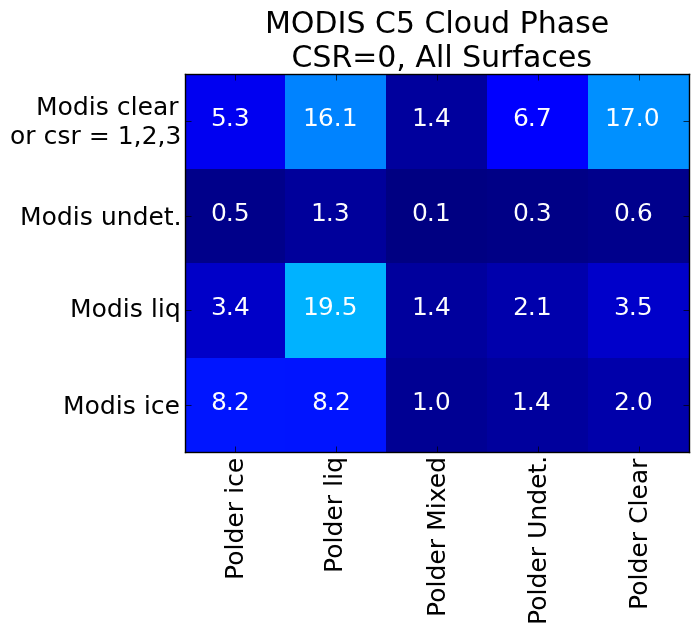 MODIS C5 Cloud Phase
CSR=0, All Surfaces
Modis clear
or csr = 1,2,3
5.3 16.1 1.4 6.7 17.0
Modis undet.
0.5 1.3 0.1 0.3 0.6
Modis liq
3.4 19.5 1.4 2.1 3.5
Modis ice
8.2 8.2 1.0 1.4 2.0
Polder ice
Polder liq
Polder Mixed
Polder Undet.
Polder Clear